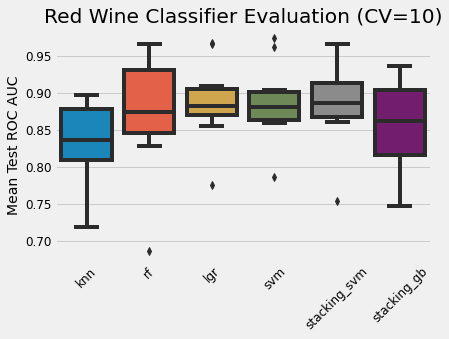 Red Wine Classifier Evaluation (CV=10)
Mean Test ROC AUC
0.95
0.90
0.85
0.80
0.75
0.70
knn
rf
lgr
svm
stacking_svm
stacking_gb